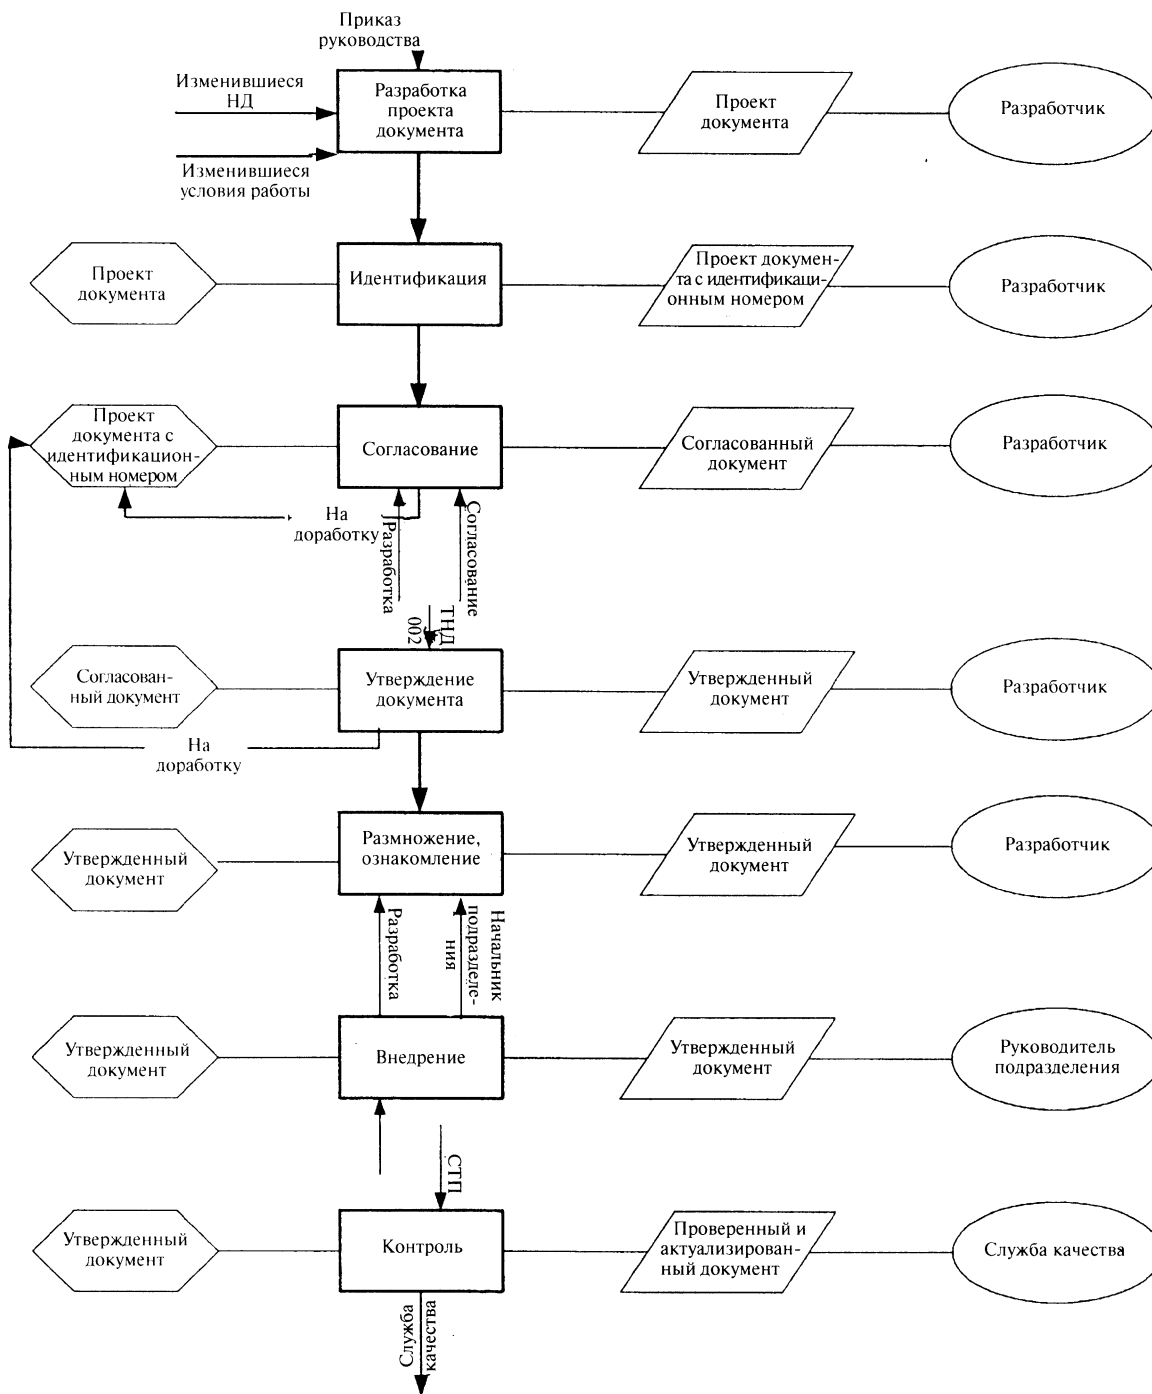 Приказ
руководства
Изменившиеся
НД
Разработка
проекта
документа
Проект
документа
Разработчик
Изменившиеся
условия работы
Проект
документа
Идентификация
Проект докумен-
та с идентификаци-
онным номером
Разработчик
Проект
документа с
идентификацион-
ным номером
Согласование
Согласованный
документ
Разработчик
На
доработку
Разработка
Согласование
ТНД
002
Согласован-
ный документ
Утверждение
документа
Утвержденный
документ
Разработчик
На
доработку
Утвержденный
документ
Размножение,
ознакомление
Утвержденный
документ
Разработчик
Разработка
Начальник
подразделе-
ния
Утвержденный
документ
Внедрение
Утвержденный
документ
Руководитель
подразделения
СТП
Утвержденный
документ
Контроль
Проверенный и
актуализирован-
ный документ
Служба качества
Служба
качества